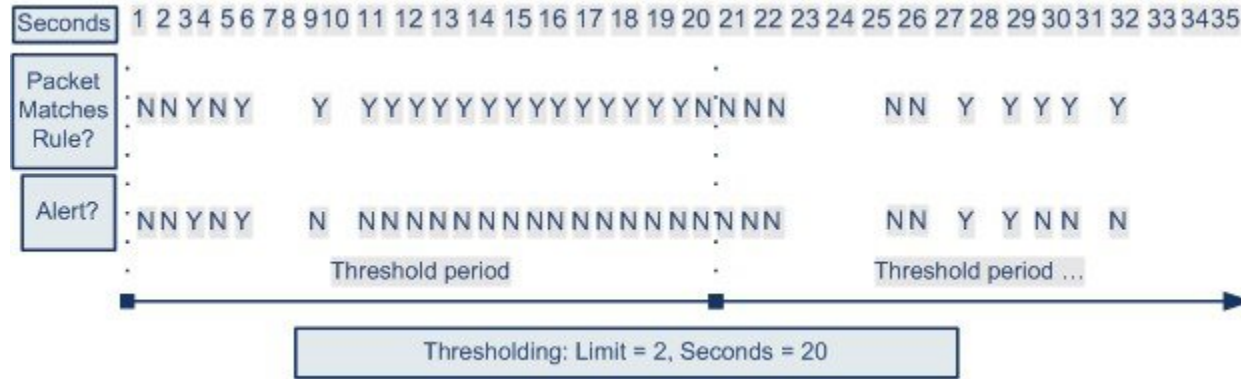 Seconds 1 2 3 4 5 6 7 8 9 10 11 12 13 14 15 16 17 18 19 20 21 22 23 24 25 26 27 28 29 30 31 32 33 34 35
Packet
Matches
Rule?
N N Y N Y Y Y Y Y Y Y Y Y Y Y Y Y Y Y Y N N N N N N Y Y Y Y Y
Alert?
N N Y N Y N N N N N N N N N N N N N N N N N N N N N Y Y N N N
Threshold period
Threshold period ...
Thresholding: Limit = 2, Seconds = 20